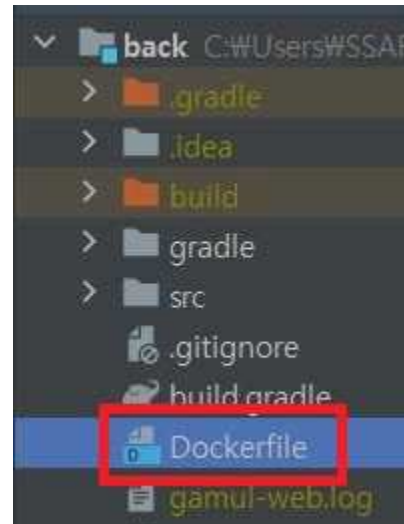 back C:₩Users₩SSAF
.gradle
.idea
build
gradle
src
.gitignore
build.gradle
Dockerfile
gamul-web.log